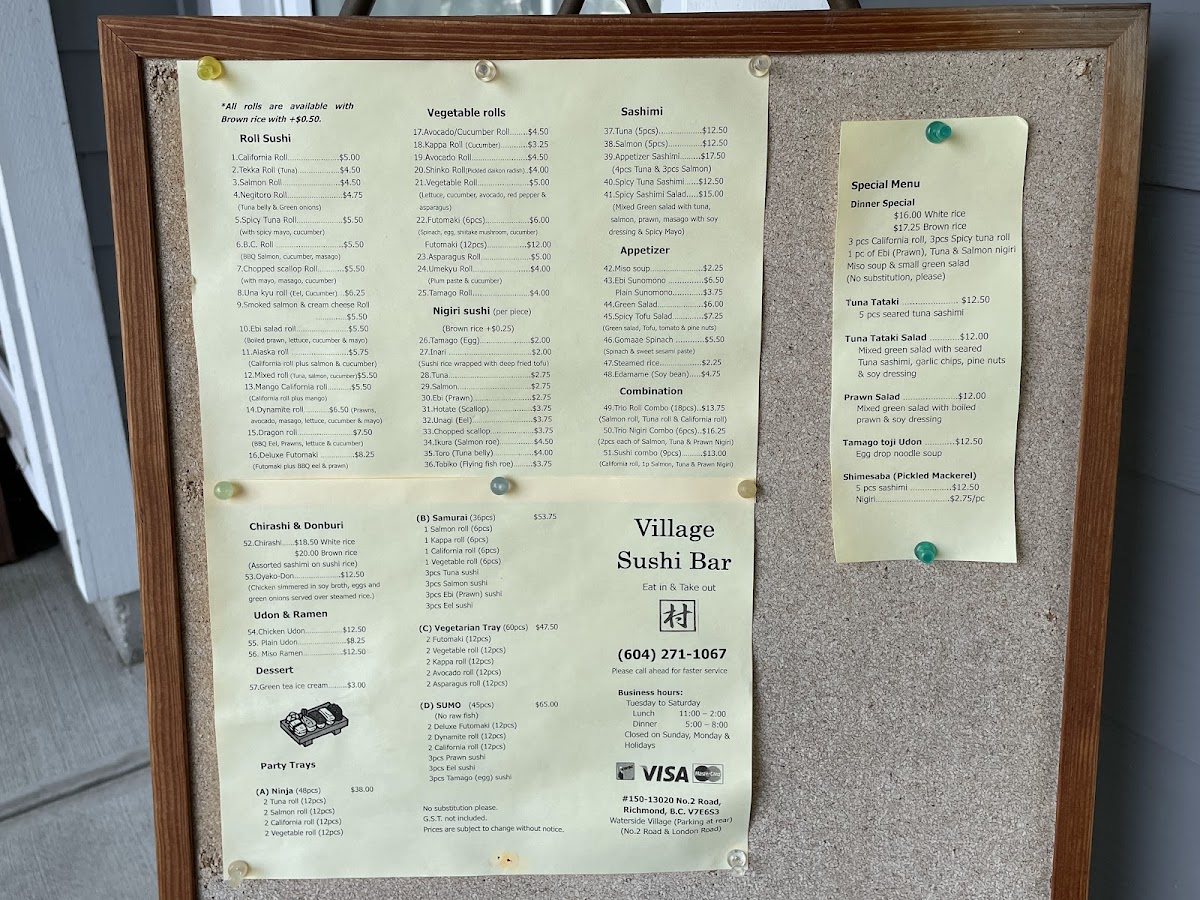 *All rolls are available with
Brown rice with +$0.50.
Roll Sushi
1.California Roll........................$5.00
2.Tekka Roll (Tuna) ...................$4.50
3.Salmon Roll...........................$4.50
4.Negitoro Roll..........................$4.75
(Tuna belly & Green onions)
5.Spicy Tuna Roll.......................$5.50
(with spicy mayo, cucumber)
6.B.C. Roll ..............................$5.50
(BBQ Salmon, cucumber, masago)
7.Chopped scallop Roll...............$5.50
(with mayo, masago, cucumber)
8.Una kyu roll (Eel, Cucumber) ..$6.25
9.Smoked salmon & cream cheese Roll
.....................$5.50
10.Ebi salad roll........................$5.50
(Boiled prawn, lettuce, cucumber & mayo)
11.Alaska roll ..........................$5.75
(California roll plus salmon & cucumber)
12.Mixed roll (Tuna, salmon, cucumber)$5.50
13.Mango California roll............$5.50
(California roll plus mango)
14.Dynamite roll............$6.50 (Prawns,
avocado, masago, lettuce, cucumber & mayo)
15.Dragon roll..........................$7.50
(BBQ Eel, Prawns, lettuce & cucumber)
16.Deluxe Futomaki ................$8.25
(Futomaki plus BBQ eel & prawn)
Vegetable rolls
17.Avocado/Cucumber Roll.......$4.50
18.Kappa Roll (Cucumber)..............$3.25
19.Avocado Roll.......................$4.50
20.Shinko Roll(Pickled daikon radish)..$4.00
21.Vegetable Roll.....................$5.00
(Lettuce, cucumber, avocado, red pepper &
asparagus)
22.Futomaki (6pcs)...................$6.00
(Spinach, egg, shiitake mushroom, cucumber)
Futomaki (12pcs)................$12.00
23.Asparagus Roll....................$5.00
24.Umekyu Roll.......................$4.00
(Plum paste & cucumber)
25.Tamago Roll........................$4.00
Nigiri sushi (per piece)
(Brown rice +$0.25)
26.Tamago (Egg).......................$2.00
27.Inari ...................................$2.00
(Sushi rice wrapped with deep fried tofu)
28.Tuna....................................$2.75
29.Salmon................................$2.75
30.Ebi (Prawn)..........................$2.75
31.Hotate (Scallop)...................$3.75
32.Unagi (Eel)..........................$3.75
33.Chopped scallop...................$3.75
34.Ikura (Salmon roe)...............$4.50
35.Toro (Tuna belly)..................$4.00
36.Tobiko (Flying fish roe).........$3.75
Sashimi
37.Tuna (5pcs)......................$12.50
38.Salmon (5pcs)..................$12.50
39.Appetizer Sashimi...........$17.50
(4pcs Tuna & 3pcs Salmon)
40.Spicy Tuna Sashimi.......$12.50
41.Spicy Sashimi Salad.....$15.00
(Mixed Green salad with tuna,
salmon, prawn, masago with soy
dressing & Spicy Mayo)
Appetizer
42.Miso soup..........................$2.25
43.Ebi Sunomono...................$6.50
Plain Sunomono...............$3.75
44.Green Salad......................$6.00
45.Spicy Tofu Salad................$7.25
(Green salad, Tofu, tomato & pine nuts)
46.Gomaae Spinach ...............$5.50
(Spinach & sweet sesami paste)
47.Steamed rice.....................$2.25
48.Edamame (Soy bean).....$4.75
Combination
49.Trio Roll Combo (18pcs)..$13.75
(Salmon roll, Tuna roll & California roll)
50.Trio Nigiri Combo (6pcs)..$16.25
(2pcs each of Salmon, Tuna & Prawn Nigiri)
51.Sushi combo (9pcs).........$13.00
(California roll, 1p Salmon, Tuna & Prawn Nigiri)
Chirashi & Donburi
52.Chirashi.....$18.50 White rice
$20.00 Brown rice
(Assorted sashimi on sushi rice)
53.Oyako-Don......................$12.50
(Chicken simmered in soy broth, eggs and
green onions served over steamed rice.)
Udon & Ramen
54.Chicken Udon................$12.50
55. Plain Udon.....................$8.25
56. Miso Ramen..................$12.50
Dessert
57.Green tea ice cream.........$3.00
Party Trays
(A) Ninja (48pcs) $38.00
2 Tuna roll (12pcs)
2 Salmon roll (12pcs)
2 California roll (12pcs)
2 Vegetable roll (12pcs)
(B) Samurai (36pcs) $53.75
1 Salmon roll (6pcs)
1 Kappa roll (6pcs)
1 California roll (6pcs)
1 Vegetable roll (6pcs)
3pcs Tuna sushi
3pcs Salmon sushi
3pcs Ebi (Prawn) sushi
3pcs Eel sushi
(C) Vegetarian Tray (60pcs) $47.50
2 Futomaki (12pcs)
2 Vegetable roll (12pcs)
2 Kappa roll (12pcs)
2 Avocado roll (12pcs)
2 Asparagus roll (12pcs)
(D) SUMO (45pcs) $65.00
(No raw fish)
2 Deluxe Futomaki (12pcs)
2 Dynamite roll (12pcs)
2 California roll (12pcs)
3pcs Prawn sushi
3pcs Eel sushi
3pcs Tamago (egg) sushi
No substitution please.
G.S.T. not included.
Prices are subject to change without notice.
Village
Sushi Bar
Eat in & Take out
村
(604) 271-1067
Please call ahead for faster service
Business hours:
Tuesday to Saturday
Lunch 11:00 – 2:00
Dinner 5:00 – 8:00
Closed on Sunday, Monday &
Holidays
VISA MasterCard
#150-13020 No.2 Road,
Richmond, B.C. V7E6S3
Waterside Village (Parking at rear)
(No.2 Road & London Road)
Special Menu
Dinner Special
$16.00 White rice
$17.25 Brown rice
3 pcs California roll, 3pcs Spicy tuna roll
1 pc of Ebi (Prawn), Tuna & Salmon nigiri
Miso soup & small green salad
(No substitution, please)
Tuna Tataki ..................... $12.50
5 pcs seared tuna sashimi
Tuna Tataki Salad ............$12.00
Mixed green salad with seared
Tuna sashimi, garlic chips, pine nuts
& soy dressing
Prawn Salad ......................$12.00
Mixed green salad with boiled
prawn & soy dressing
Tamago toji Udon ...........$12.50
Egg drop noodle soup
Shimesaba (Pickled Mackerel)
5 pcs sashimi ..................$12.50
Nigiri...............................$2.75/pc